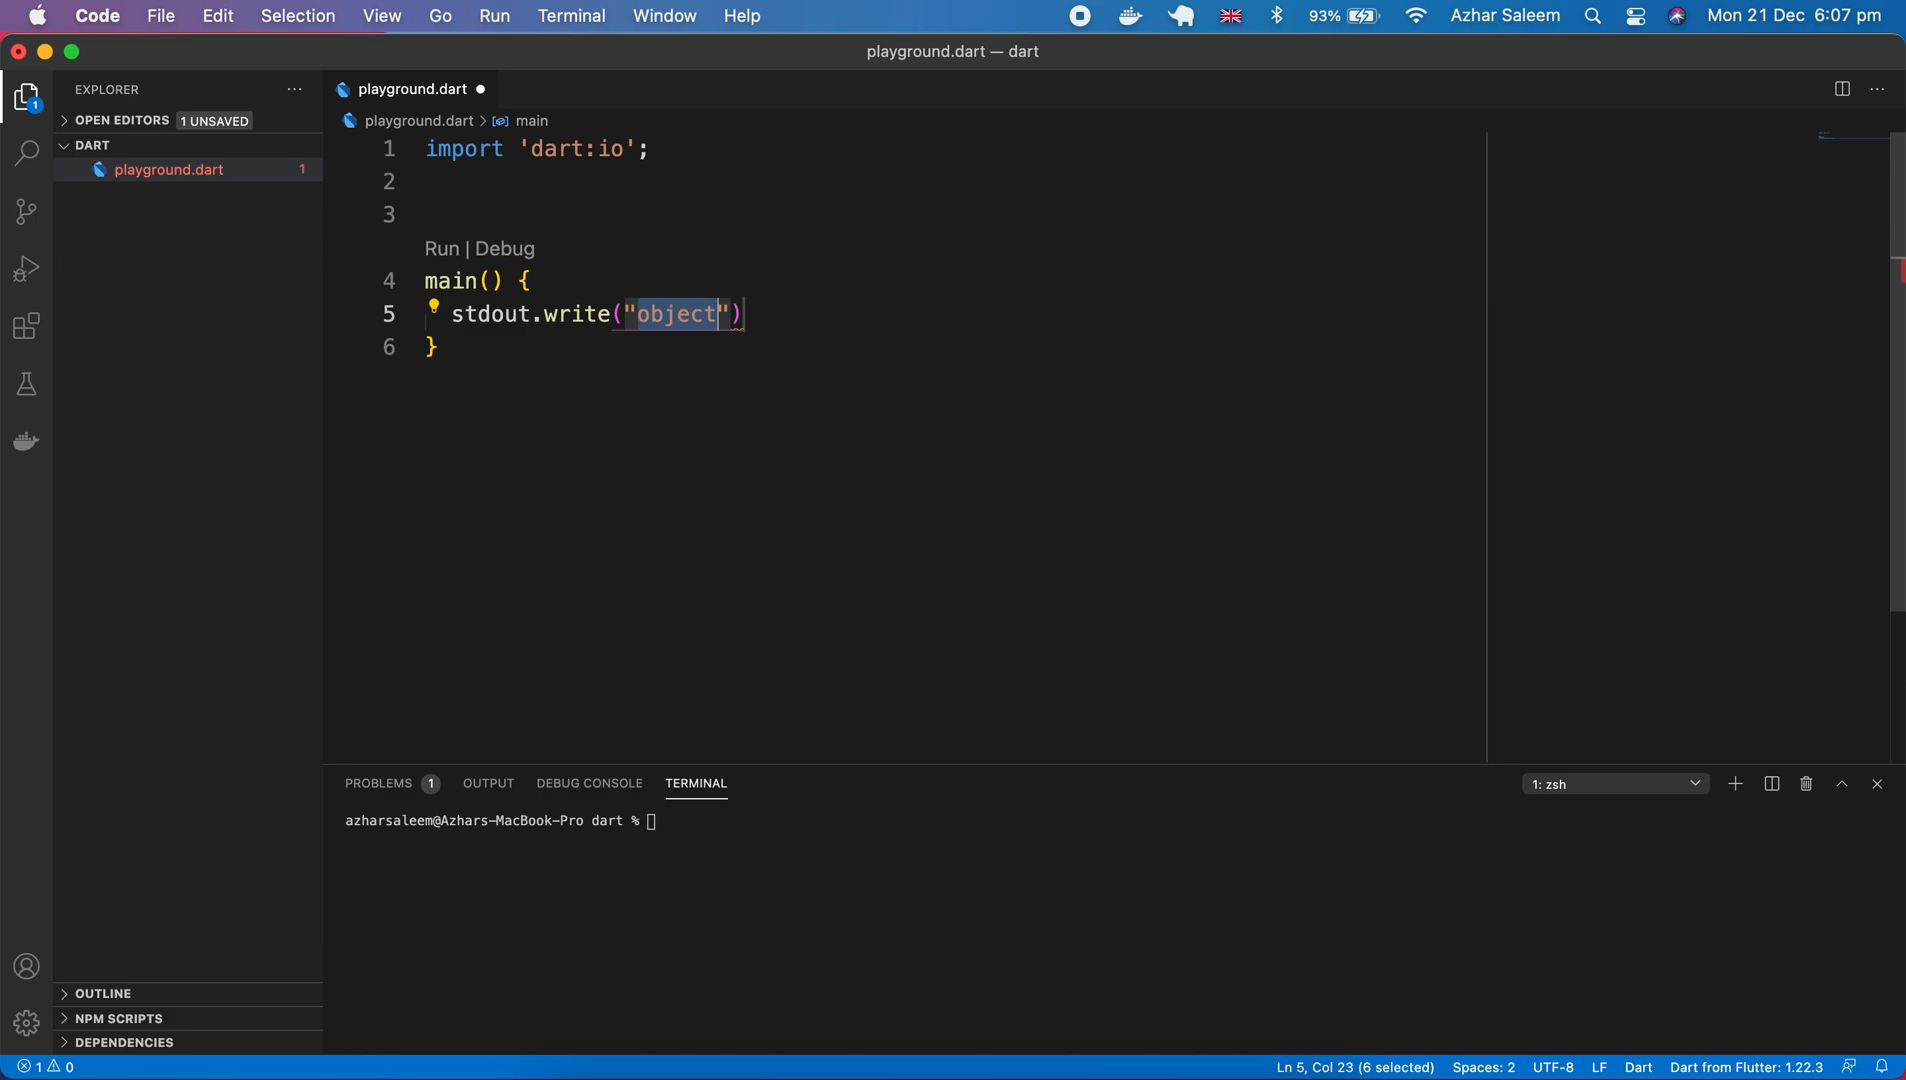 Code File Edit Selection View Go Run Terminal Window Help 93% Azhar Saleem Mon 21 Dec 6:07 pm
playground.dart — dart
EXPLORER
OPEN EDITORS 1 UNSAVED
DART
playground.dart 1
1
playground.dart
playground.dart > main
1 import 'dart:io';
2
3
Run | Debug
4 main() {
5 stdout.write("object")
6 }
PROBLEMS 1 OUTPUT DEBUG CONSOLE TERMINAL 1: zsh
azharsaleem@Azhars-MacBook-Pro dart %
OUTLINE
NPM SCRIPTS
DEPENDENCIES
1 0 Ln 5, Col 23 (6 selected) Spaces: 2 UTF-8 LF Dart Dart from Flutter: 1.22.3